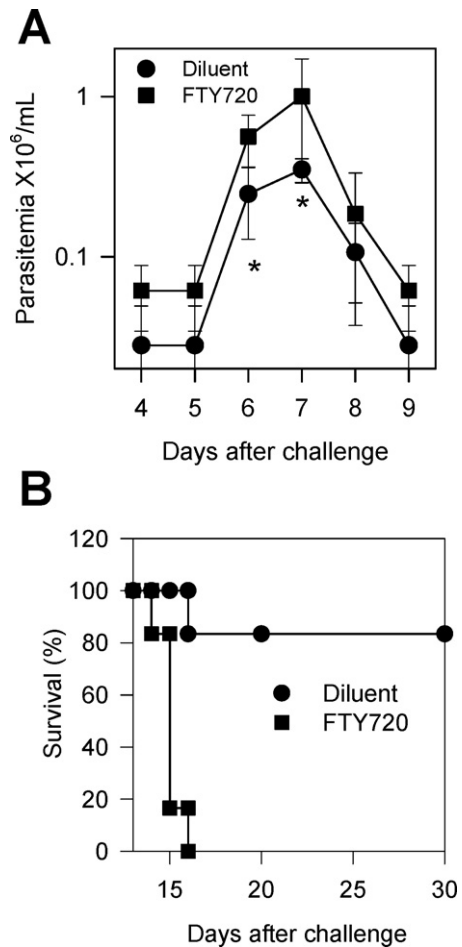 A
Diluent
FTY720
Parasitemia X10⁶/mL
1
0.1
*
*
4 5 6 7 8 9
Days after challenge
B
Survival (%)
120
100
80
60
40
20
0
Diluent
FTY720
15 20 25 30
Days after challenge